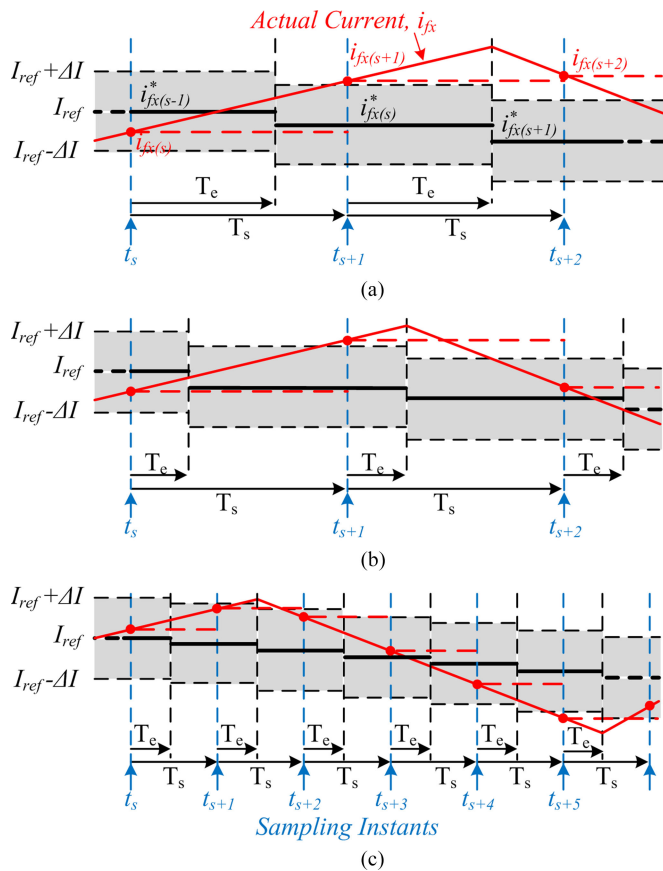 Actual Current, i_fx
I_ref+ΔI
i*_fx(s-1)
i_fx(s+1)
i_fx(s+2)
I_ref
i*_fx(s)
i*_fx(s+1)
I_ref-ΔI
i_fx(s)
T_e T_e
T_s T_s
t_s t_s+1 t_s+2
(a)
I_ref+ΔI
I_ref
I_ref-ΔI
T_e T_e T_e
T_s T_s
t_s t_s+1 t_s+2
(b)
I_ref+ΔI
I_ref
I_ref-ΔI
T_e T_e T_e T_e T_e T_e
T_s T_s T_s T_s T_s T_s
t_s t_s+1 t_s+2 t_s+3 t_s+4 t_s+5
Sampling Instants
(c)